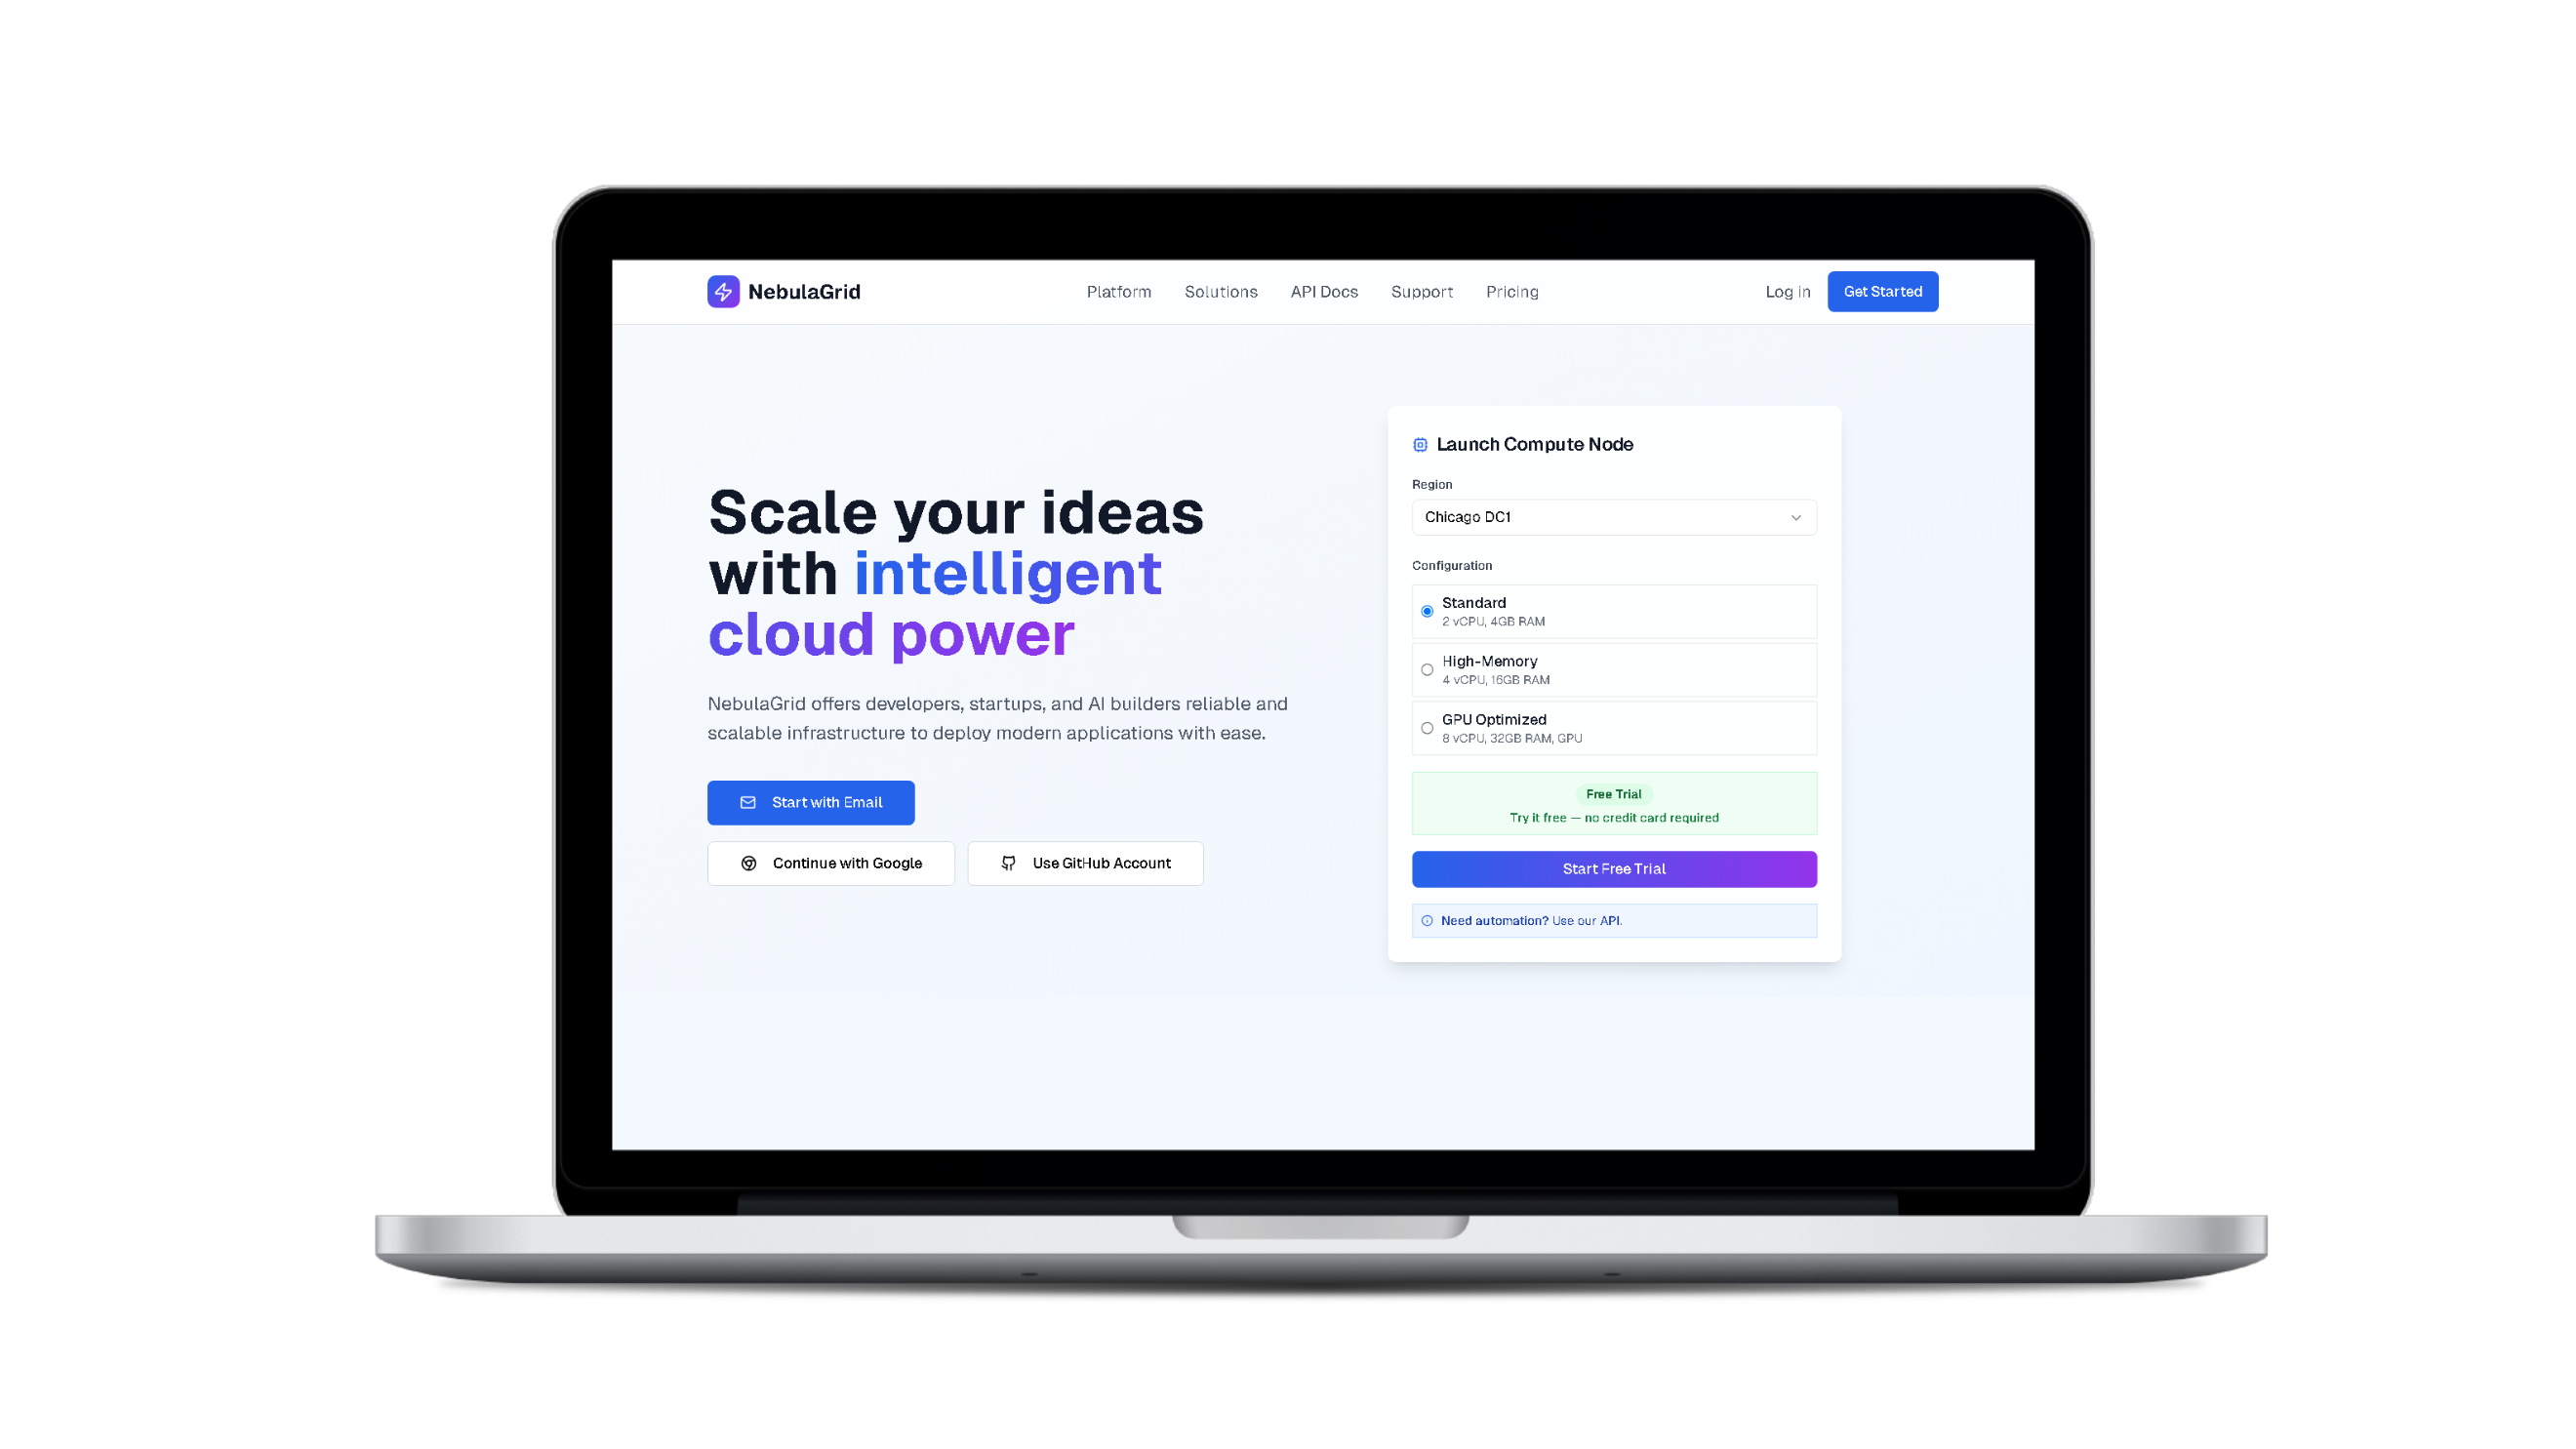 NebulaGrid
Platform
Solutions
API Docs
Support
Pricing
Log in
Get Started
Scale your ideas
with intelligent
cloud power
NebulaGrid offers developers, startups, and AI builders reliable and
scalable infrastructure to deploy modern applications with ease.
Start with Email
Continue with Google
Use GitHub Account
Launch Compute Node
Region
Chicago DC1
Configuration
Standard
2 vCPU, 4GB RAM
High-Memory
4 vCPU, 16GB RAM
GPU Optimized
8 vCPU, 32GB RAM, GPU
Free Trial
Try it free — no credit card required
Start Free Trial
Need automation? Use our API.